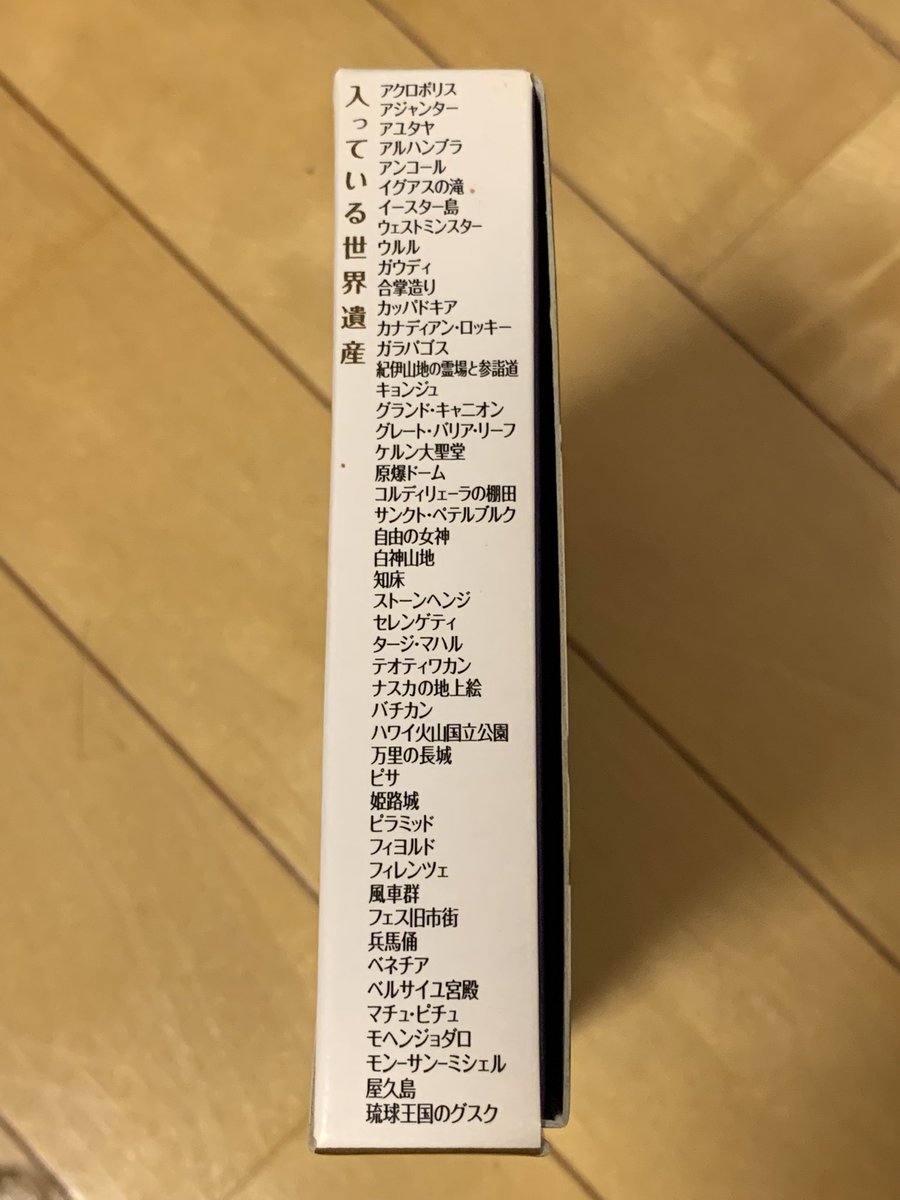 入っている世界遺産
アクロポリス
アジャンター
アユタヤ
アルハンブラ
アンコール
イグアスの滝
イースター島
ウェストミンスター
ウルル
ガウディ
合掌造り
カッパドキア
カナディアン・ロッキー
ガラパゴス
紀伊山地の霊場と参詣道
キョンジュ
グランド・キャニオン
グレート・バリア・リーフ
ケルン大聖堂
原爆ドーム
コルディリェーラの棚田
サンクト・ペテルブルク
自由の女神
白神山地
知床
ストーンヘンジ
セレンゲティ
タージ・マハル
テオティワカン
ナスカの地上絵
バチカン
ハワイ火山国立公園
万里の長城
ピサ
姫路城
ピラミッド
フィヨルド
フィレンツェ
風車群
フェス旧市街
兵馬俑
ベネチア
ベルサイユ宮殿
マチュ・ピチュ
モヘンジョダロ
モン-サン-ミシェル
屋久島
琉球王国のグスク